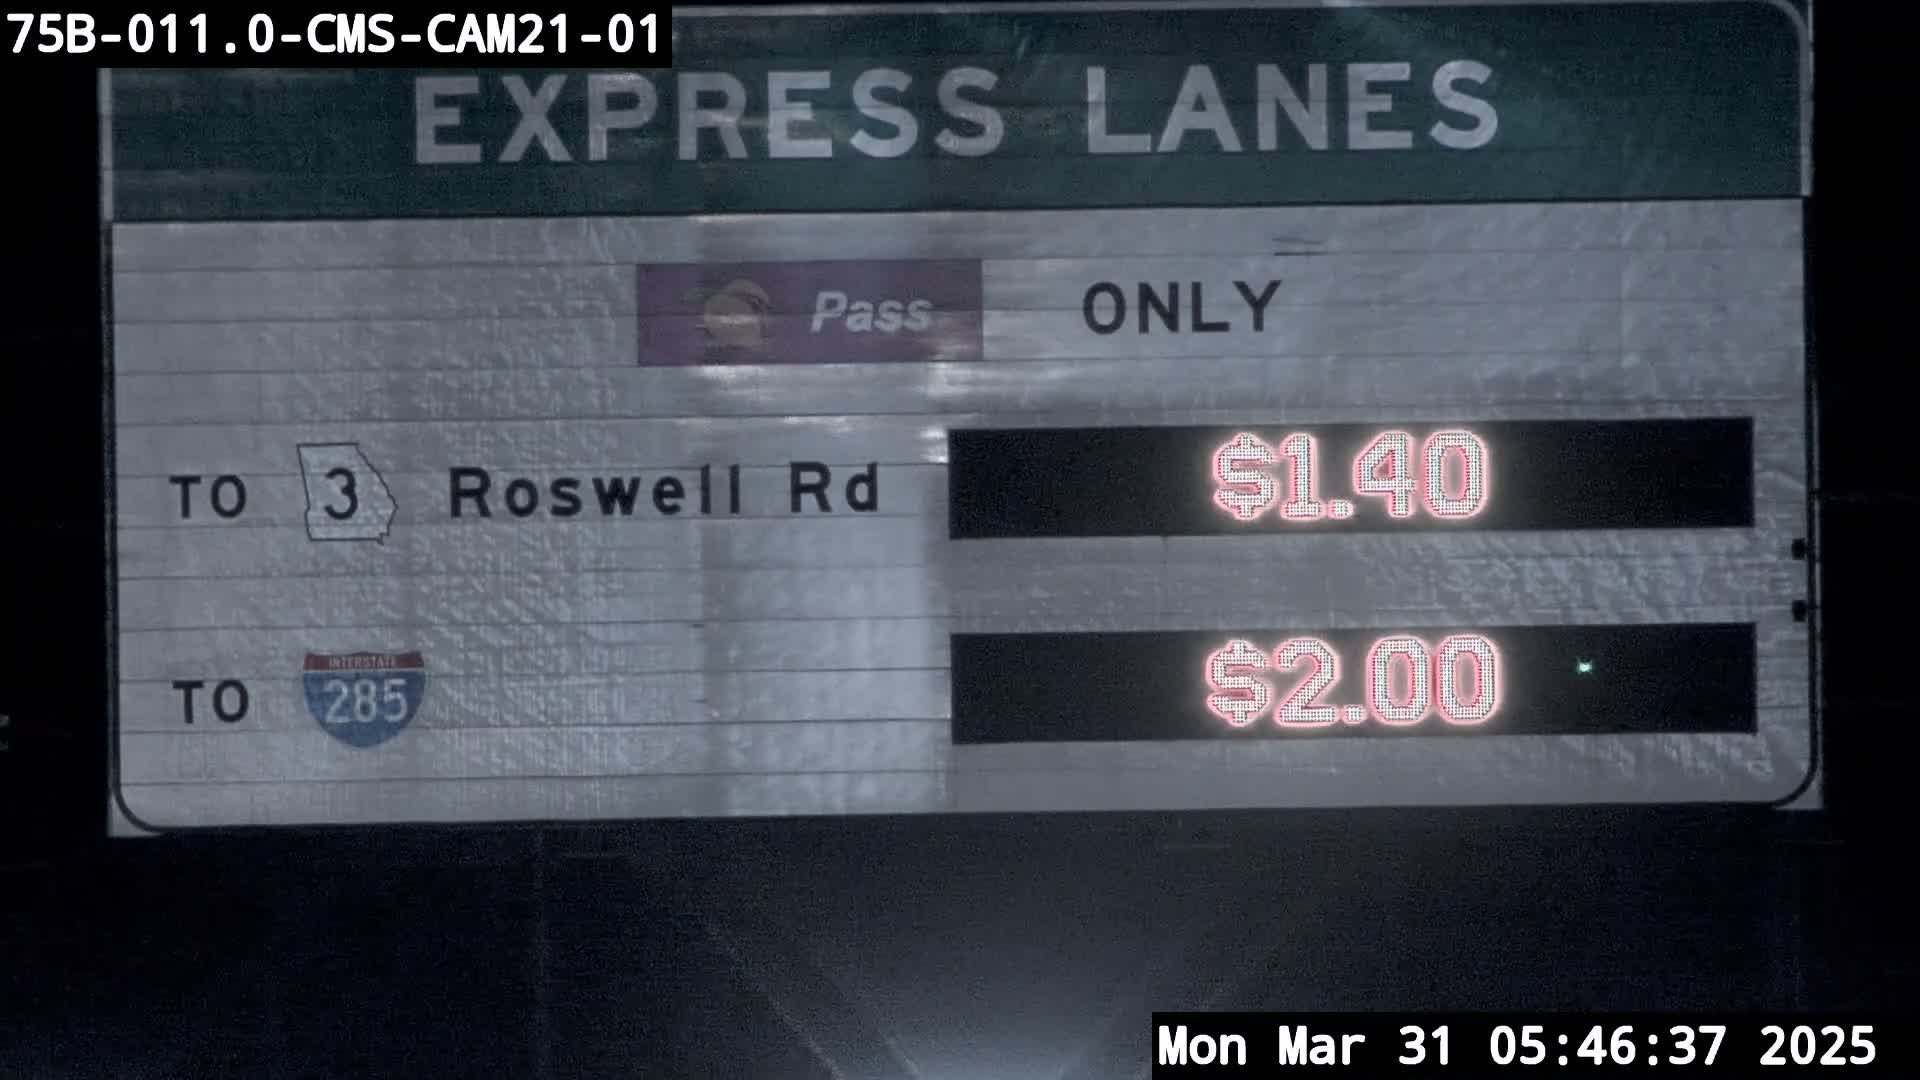 75B-011.0-CMS-CAM21-01
EXPRESS LANES
Pass ONLY
TO 3 Roswell Rd $1.40
TO INTERSTATE 285 $2.00
Mon Mar 31 05:46:37 2025